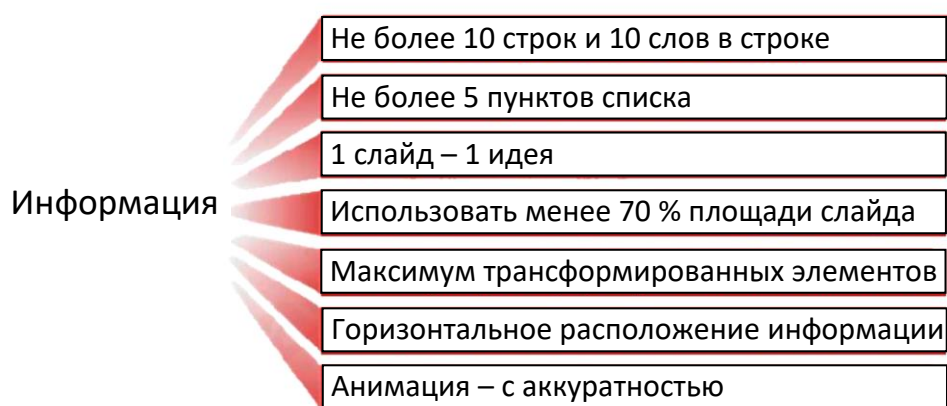 Не более 10 строк и 10 слов в строке
Не более 5 пунктов списка
1 слайд – 1 идея
Информация
Использовать менее 70 % площади слайда
Максимум трансформированных элементов
Горизонтальное расположение информации
Анимация – с аккуратностью